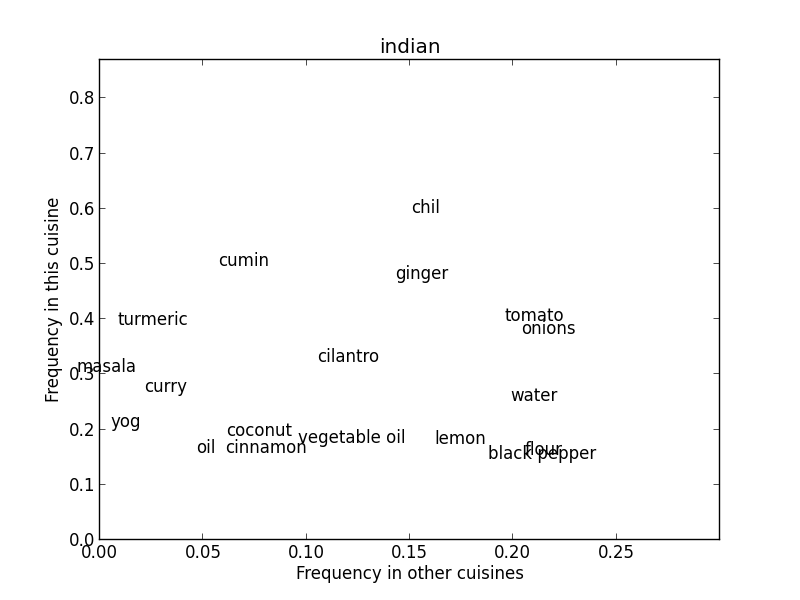 indian
0.8
0.7
0.6
0.5
0.4
0.3
0.2
0.1
0.0
Frequency in this cuisine
chil
cumin
ginger
turmeric
tomato
onions
cilantro
masala
curry
water
yog
coconut
vegetable oil
lemon
oil
cinnamon
flour
black pepper
0.00 0.05 0.10 0.15 0.20 0.25
Frequency in other cuisines